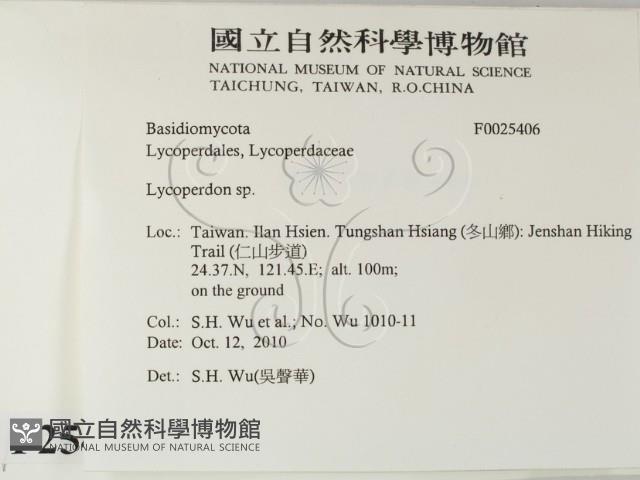 國立自然科學博物館
NATIONAL MUSEUM OF NATURAL SCIENCE
TAICHUNG, TAIWAN, R.O.CHINA
Basidiomycota F0025406
Lycoperdales, Lycoperdaceae
Lycoperdon sp.
Loc.: Taiwan. Ilan Hsien. Tungshan Hsiang (冬山鄉): Jenshan Hiking
Trail (仁山步道)
24.37.N, 121.45.E; alt. 100m;
on the ground
Col.: S.H. Wu et al.; No. Wu 1010-11
Date: Oct. 12, 2010
Det.: S.H. Wu(吳聲華)
國立自然科學博物館
NATIONAL MUSEUM OF NATURAL SCIENCE